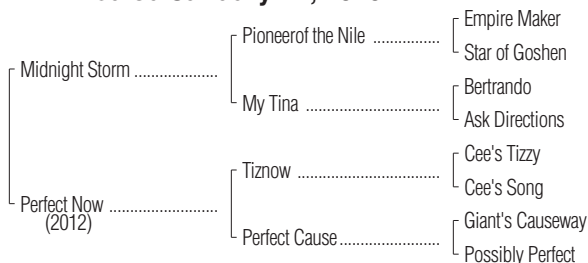 Empire Maker
Pioneerof the Nile ................
Star of Goshen
Midnight Storm ....................
Bertrando
My Tina ................................
Ask Directions
Cee's Tizzy
Tiznow ..................................
Cee's Song
Perfect Now ..........................
(2012)
Giant's Causeway
Perfect Cause........................
Possibly Perfect